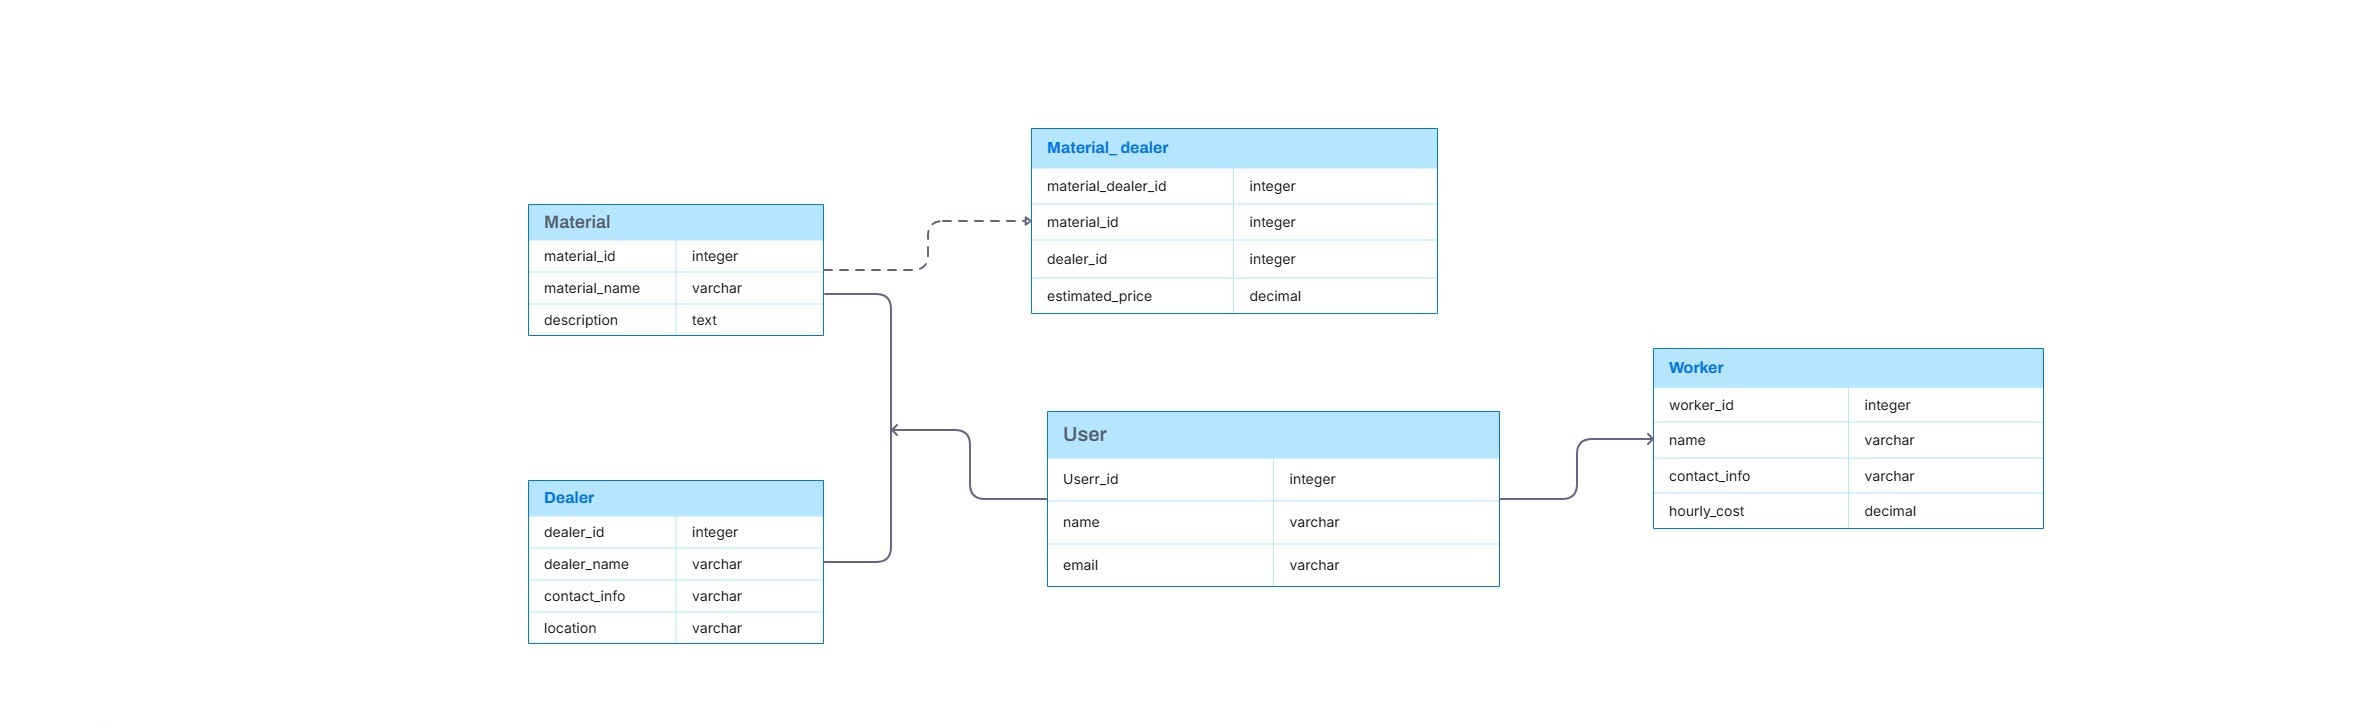 Material_ dealer
material_dealer_id integer
material_id integer
dealer_id integer
estimated_price decimal
Material
material_id integer
material_name varchar
description text
Worker
worker_id integer
name varchar
contact_info varchar
hourly_cost decimal
User
Userr_id integer
name varchar
email varchar
Dealer
dealer_id integer
dealer_name varchar
contact_info varchar
location varchar